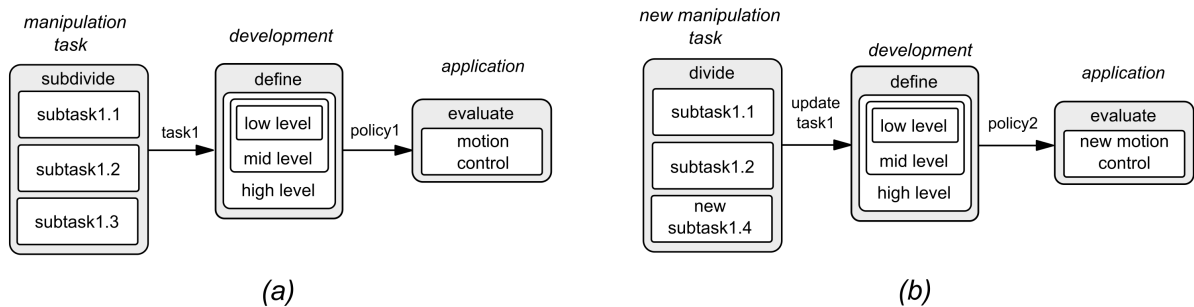 manipulation
task
subdivide
subtask1.1
subtask1.2
subtask1.3
task1
development
define
low level
mid level
high level
policy1
application
evaluate
motion
control
(a)
new manipulation
task
divide
subtask1.1
subtask1.2
new
subtask1.4
update
task1
development
define
low level
mid level
high level
policy2
application
evaluate
new motion
control
(b)